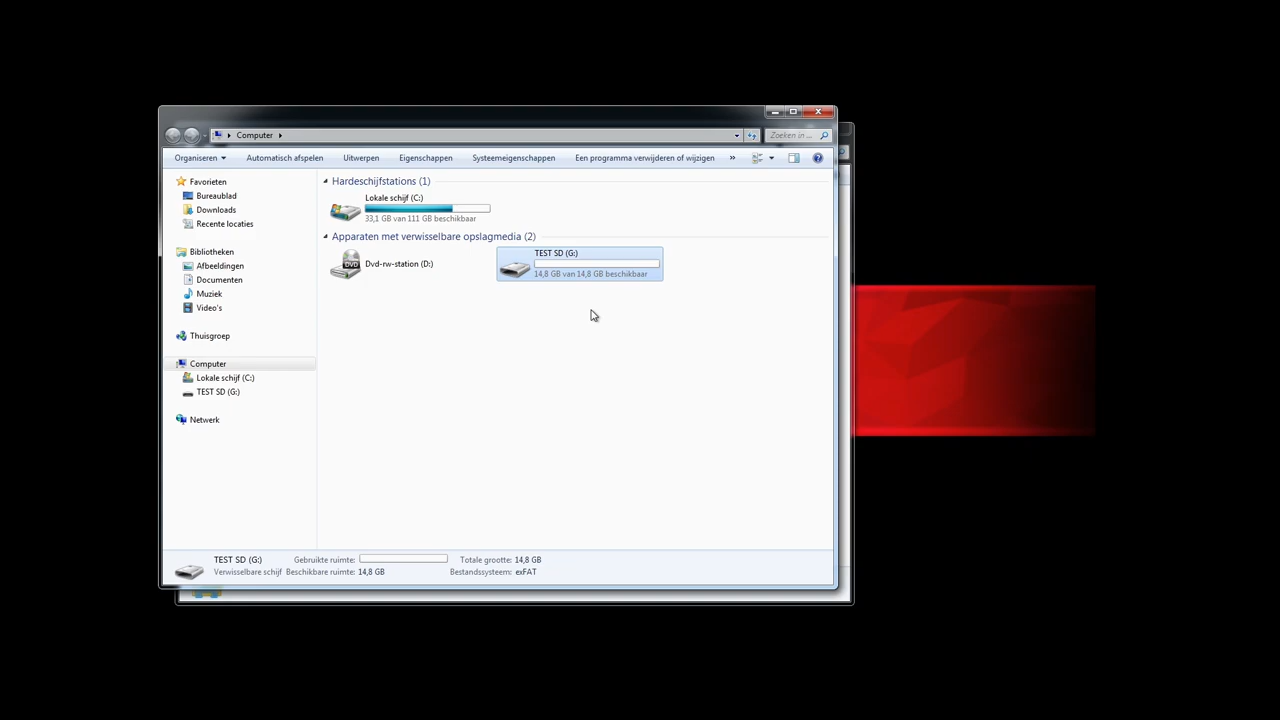 Computer
Zoeken in ...
Organiseren
Automatisch afspelen
Uitwerpen
Eigenschappen
Systeemeigenschappen
Een programma verwijderen of wijzigen
»
Favorieten
Bureaublad
Downloads
Recente locaties
Bibliotheken
Afbeeldingen
Documenten
Muziek
Video's
Thuisgroep
Computer
Lokale schijf (C:)
TEST SD (G:)
Netwerk
Hardeschijfstations (1)
Lokale schijf (C:)
33,1 GB van 111 GB beschikbaar
Apparaten met verwisselbare opslagmedia (2)
DVD
Dvd-rw-station (D:)
TEST SD (G:)
14,8 GB van 14,8 GB beschikbaar
TEST SD (G:) Gebruikte ruimte: Totale grootte: 14,8 GB
Verwisselbare schijf Beschikbare ruimte: 14,8 GB Bestandssysteem: exFAT